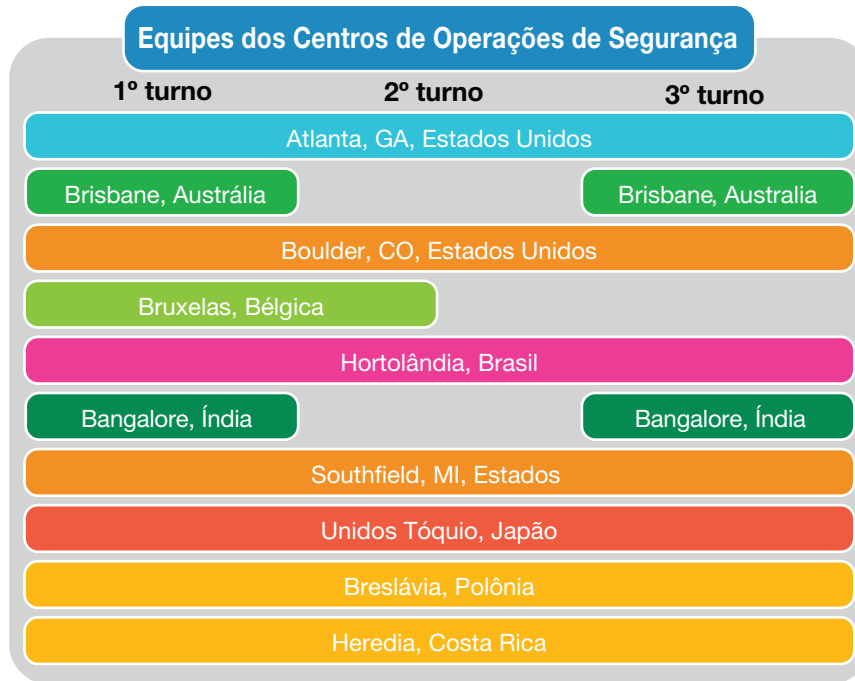 Equipes dos Centros de Operações de Segurança
1º turno 2º turno 3º turno
Atlanta, GA, Estados Unidos
Brisbane, Austrália Brisbane, Australia
Boulder, CO, Estados Unidos
Bruxelas, Bélgica
Hortolândia, Brasil
Bangalore, Índia Bangalore, Índia
Southfield, MI, Estados
Unidos Tóquio, Japão
Breslávia, Polônia
Heredia, Costa Rica